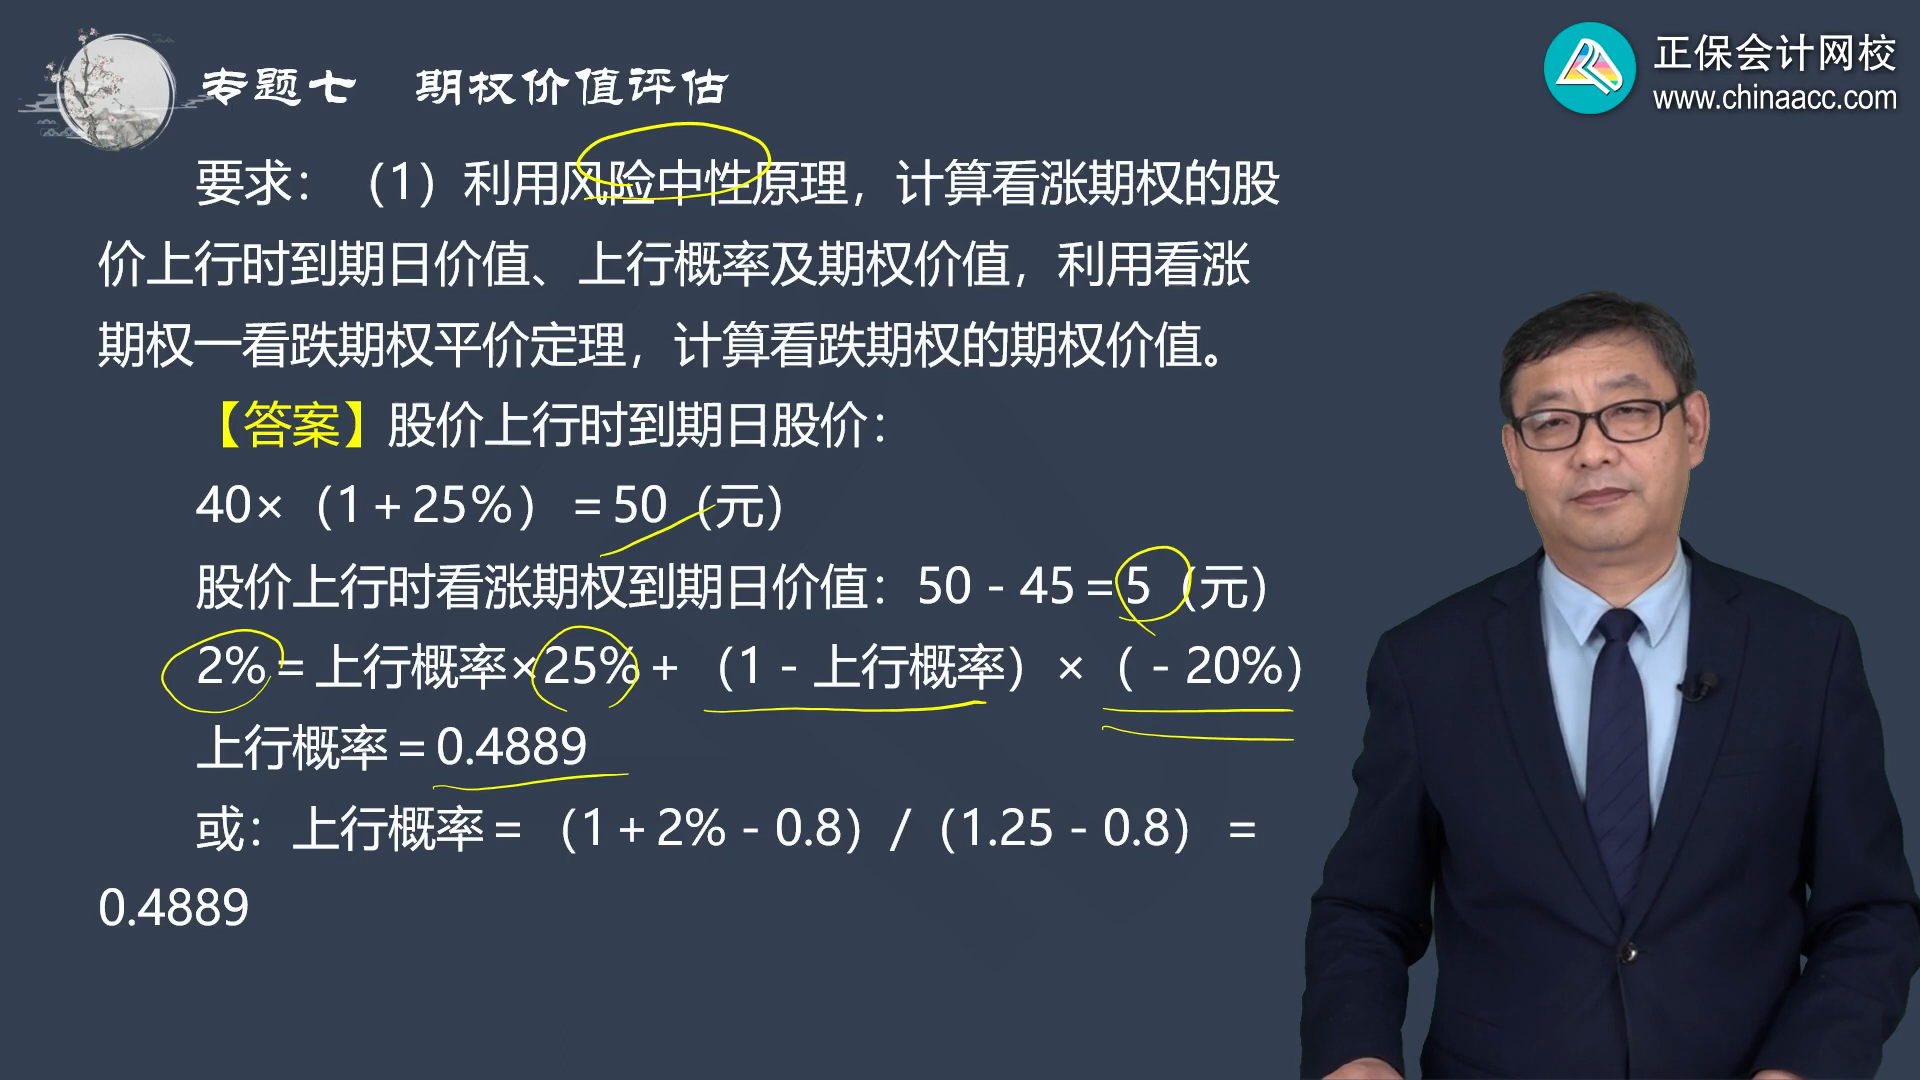 专题七 期权价值评估
正保会计网校
www.chinaacc.com
要求：（1）利用风险中性原理，计算看涨期权的股
价上行时到期日价值、上行概率及期权价值，利用看涨
期权—看跌期权平价定理，计算看跌期权的期权价值。
【答案】股价上行时到期日股价：
40×（1＋25%）＝50（元）
股价上行时看涨期权到期日价值：50－45＝5（元）
2%＝上行概率×25%＋（1－上行概率）×（－20%）
上行概率＝0.4889
或：上行概率＝（1＋2%－0.8）/（1.25－0.8）＝
0.4889